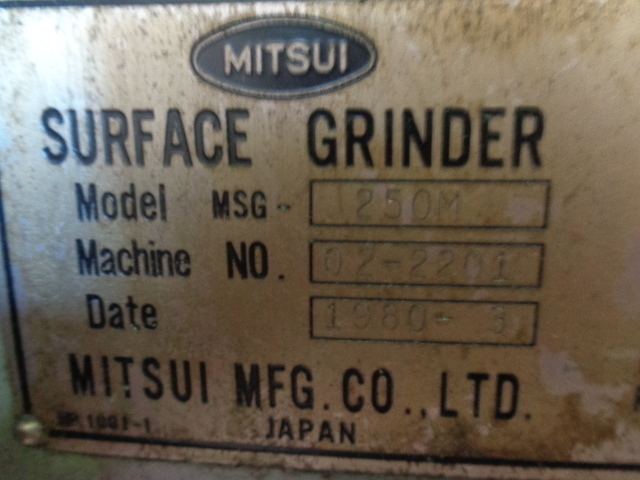 MITSUI
SURFACE GRINDER
Model MSG- 250M
Machine NO. 02-2201
Date 1980- 3
MITSUI MFG. CO., LTD.
JAPAN